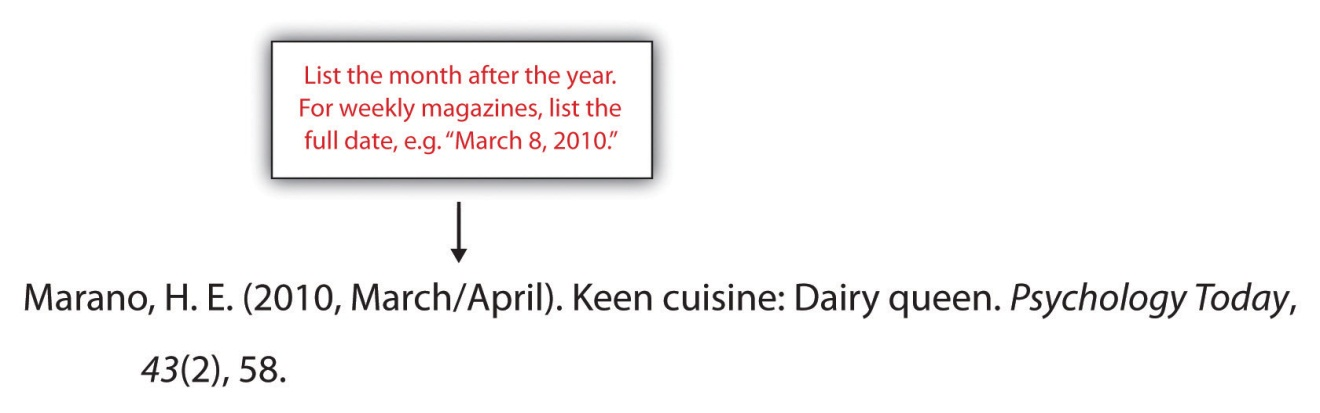 List the month after the year.
For weekly magazines, list the
full date, e.g. “March 8, 2010.”
Marano, H. E. (2010, March/April). Keen cuisine: Dairy queen. Psychology Today,
43(2), 58.